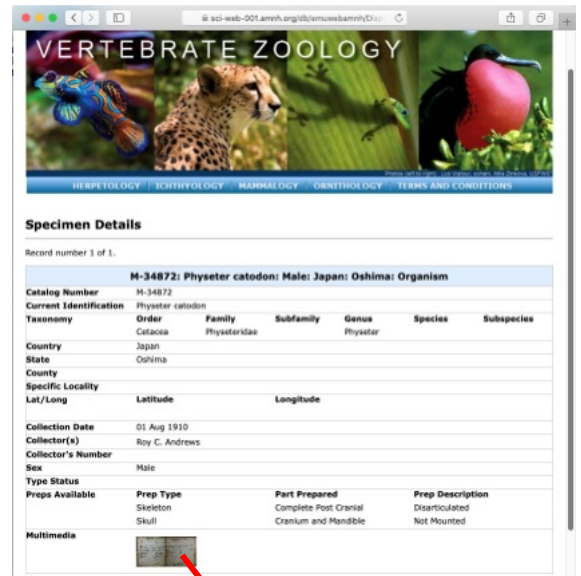 sci-web-001.amnh.org/db/emuwebamnh/Disp
VERTEBRATE ZOOLOGY
HERPETOLOGY / ICHTHYOLOGY / MAMMALOGY / ORNITHOLOGY / TERMS AND CONDITIONS
Specimen Details
Record number 1 of 1.
M-34872: Physeter catodon: Male: Japan: Oshima: Organism
Catalog Number M-34872
Current Identification Physeter catodon
Taxonomy Order Family Subfamily Genus Species Subspecies
Cetacea Physeteridae Physeter
Country Japan
State Oshima
County
Specific Locality
Lat/Long Latitude Longitude
Collection Date 01 Aug 1910
Collector(s) Roy C. Andrews
Collector's Number
Sex Male
Type Status
Preps Available Prep Type Part Prepared Prep Description
Skeleton Complete Post Cranial Disarticulated
Skull Cranium and Mandible Not Mounted
Multimedia